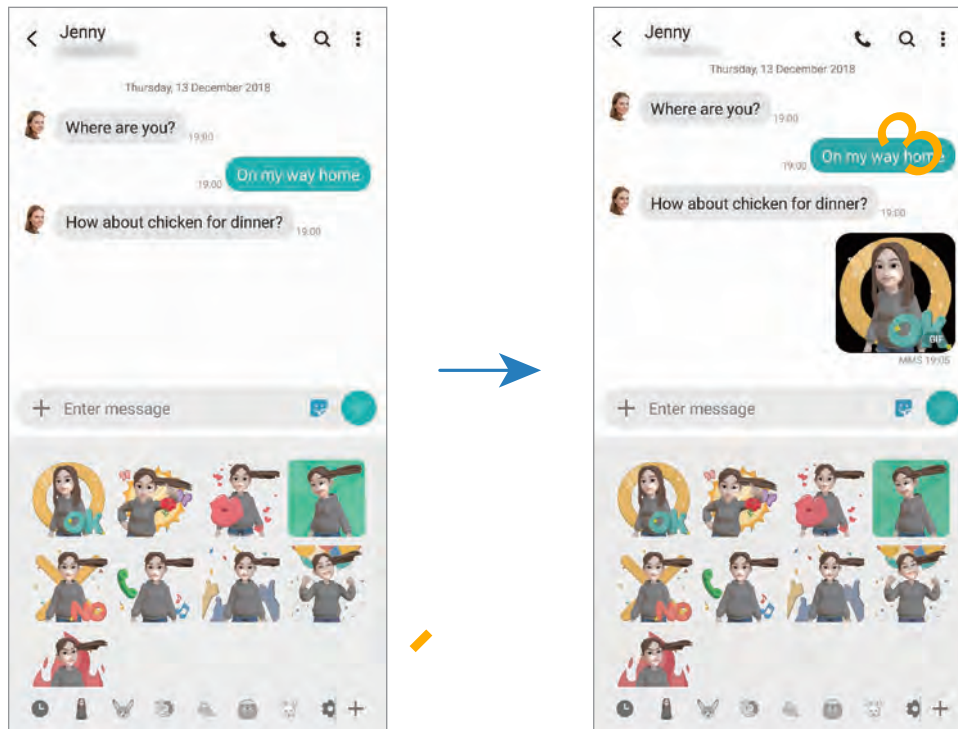 Jenny
Thursday, 13 December 2018
Where are you?
19:00
On my way home
19:00
How about chicken for dinner?
19:00
Enter message
OK
NO
Jenny
Thursday, 13 December 2018
Where are you?
19:00
3
On my way home
19:00
How about chicken for dinner?
19:00
OK
GIF
MMS 19:05
Enter message
OK
NO